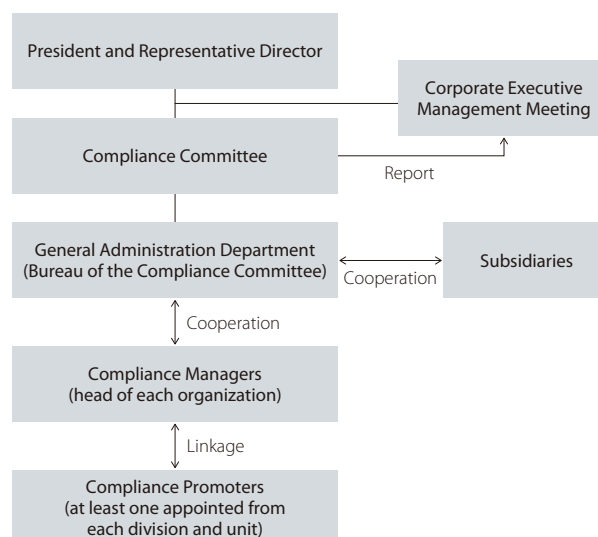 President and Representative Director
Corporate Executive
Management Meeting
Compliance Committee
Report
General Administration Department
(Bureau of the Compliance Committee)
Cooperation
Subsidiaries
Cooperation
Compliance Managers
(head of each organization)
Linkage
Compliance Promoters
(at least one appointed from
each division and unit)